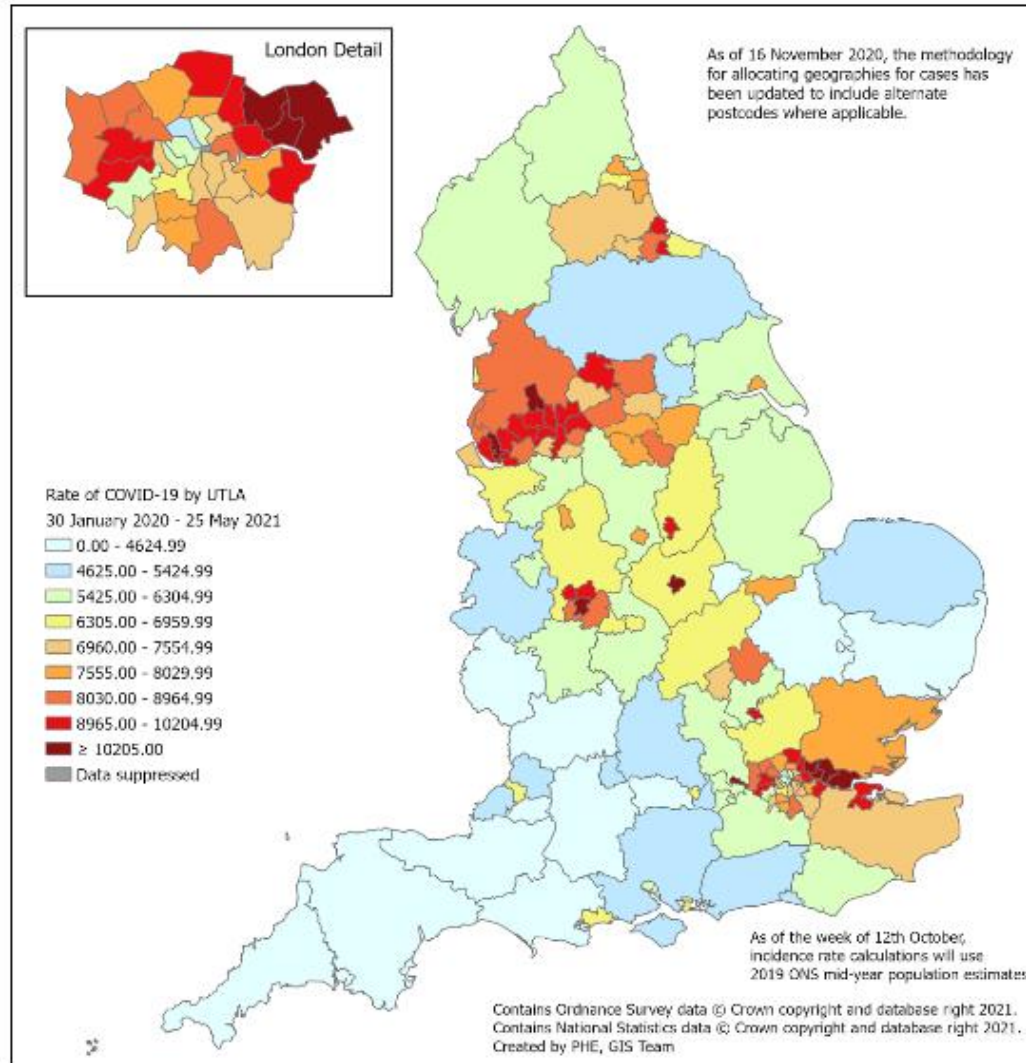 London Detail
As of 16 November 2020, the methodology
for allocating geographies for cases has
been updated to include alternate
postcodes where applicable.
Rate of COVID-19 by UTLA
30 January 2020 - 25 May 2021
0.00 - 4624.99
4625.00 - 5424.99
5425.00 - 6304.99
6305.00 - 6959.99
6960.00 - 7554.99
7555.00 - 8029.99
8030.00 - 8964.99
8965.00 - 10204.99
≥ 10205.00
Data suppressed
As of the week of 12th October,
incidence rate calculations will use
2019 ONS mid-year population estimates
Contains Ordnance Survey data © Crown copyright and database right 2021.
Contains National Statistics data © Crown copyright and database right 2021.
Created by PHE, GIS Team